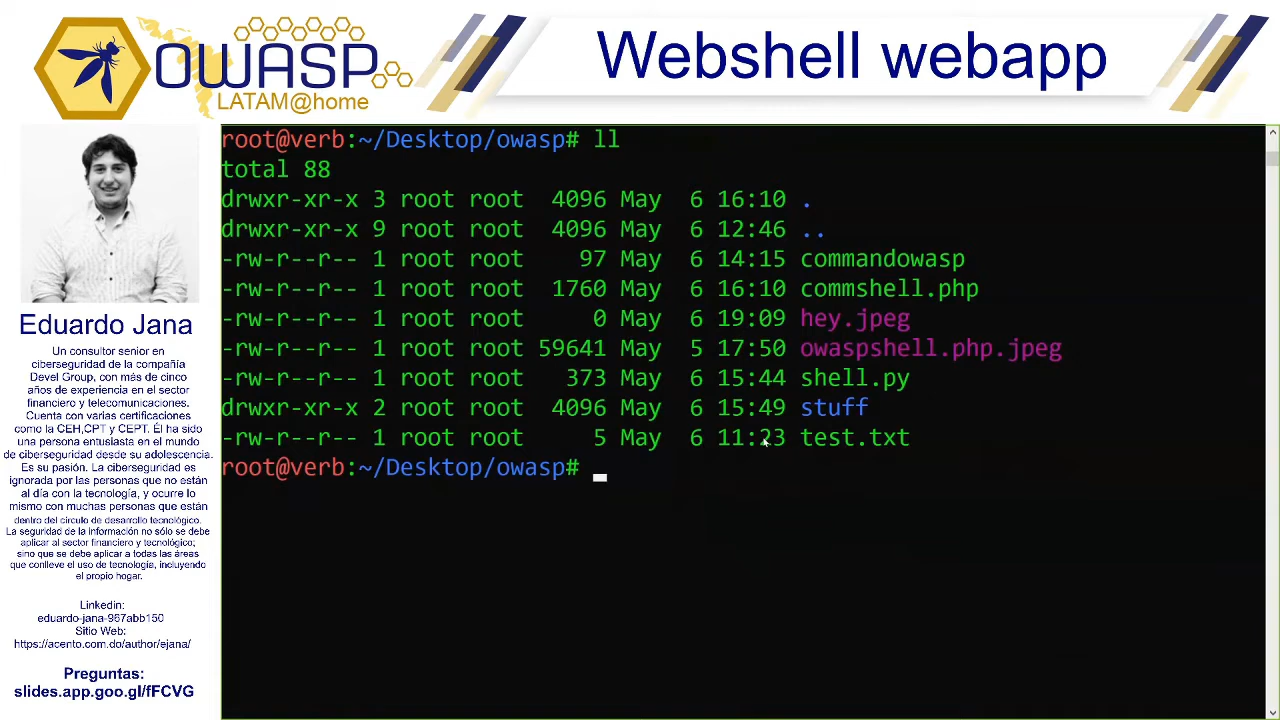 OWASP
LATAM@home
Webshell webapp
Eduardo Jana
Un consultor senior en
ciberseguridad de la compañía
Devel Group, con más de cinco
años de experiencia en el sector
financiero y telecomunicaciones.
Cuenta con varias certificaciones
como la CEH,CPT y CEPT. Él ha sido
una persona entusiasta en el mundo
de ciberseguridad desde su adolescencia.
Es su pasión. La ciberseguridad es
ignorada por las personas que no están
al día con la tecnología, y ocurre lo
mismo con muchas personas que están
dentro del círculo de desarrollo tecnológico.
La seguridad de la información no sólo se debe
aplicar al sector financiero y tecnológico;
sino que se debe aplicar a todas las áreas
que conlleve el uso de tecnología, incluyendo
el propio hogar.
Linkedin:
eduardo-jana-967abb150
Sitio Web:
https://acento.com.do/author/ejana/
Preguntas:
slides.app.goo.gl/fFCVG
root@verb:~/Desktop/owasp# ll
total 88
drwxr-xr-x 3 root root 4096 May 6 16:10 .
drwxr-xr-x 9 root root 4096 May 6 12:46 ..
-rw-r--r-- 1 root root 97 May 6 14:15 commandowasp
-rw-r--r-- 1 root root 1760 May 6 16:10 commshell.php
-rw-r--r-- 1 root root 0 May 6 19:09 hey.jpeg
-rw-r--r-- 1 root root 59641 May 5 17:50 owaspshell.php.jpeg
-rw-r--r-- 1 root root 373 May 6 15:44 shell.py
drwxr-xr-x 2 root root 4096 May 6 15:49 stuff
-rw-r--r-- 1 root root 5 May 6 11:23 test.txt
root@verb:~/Desktop/owasp#